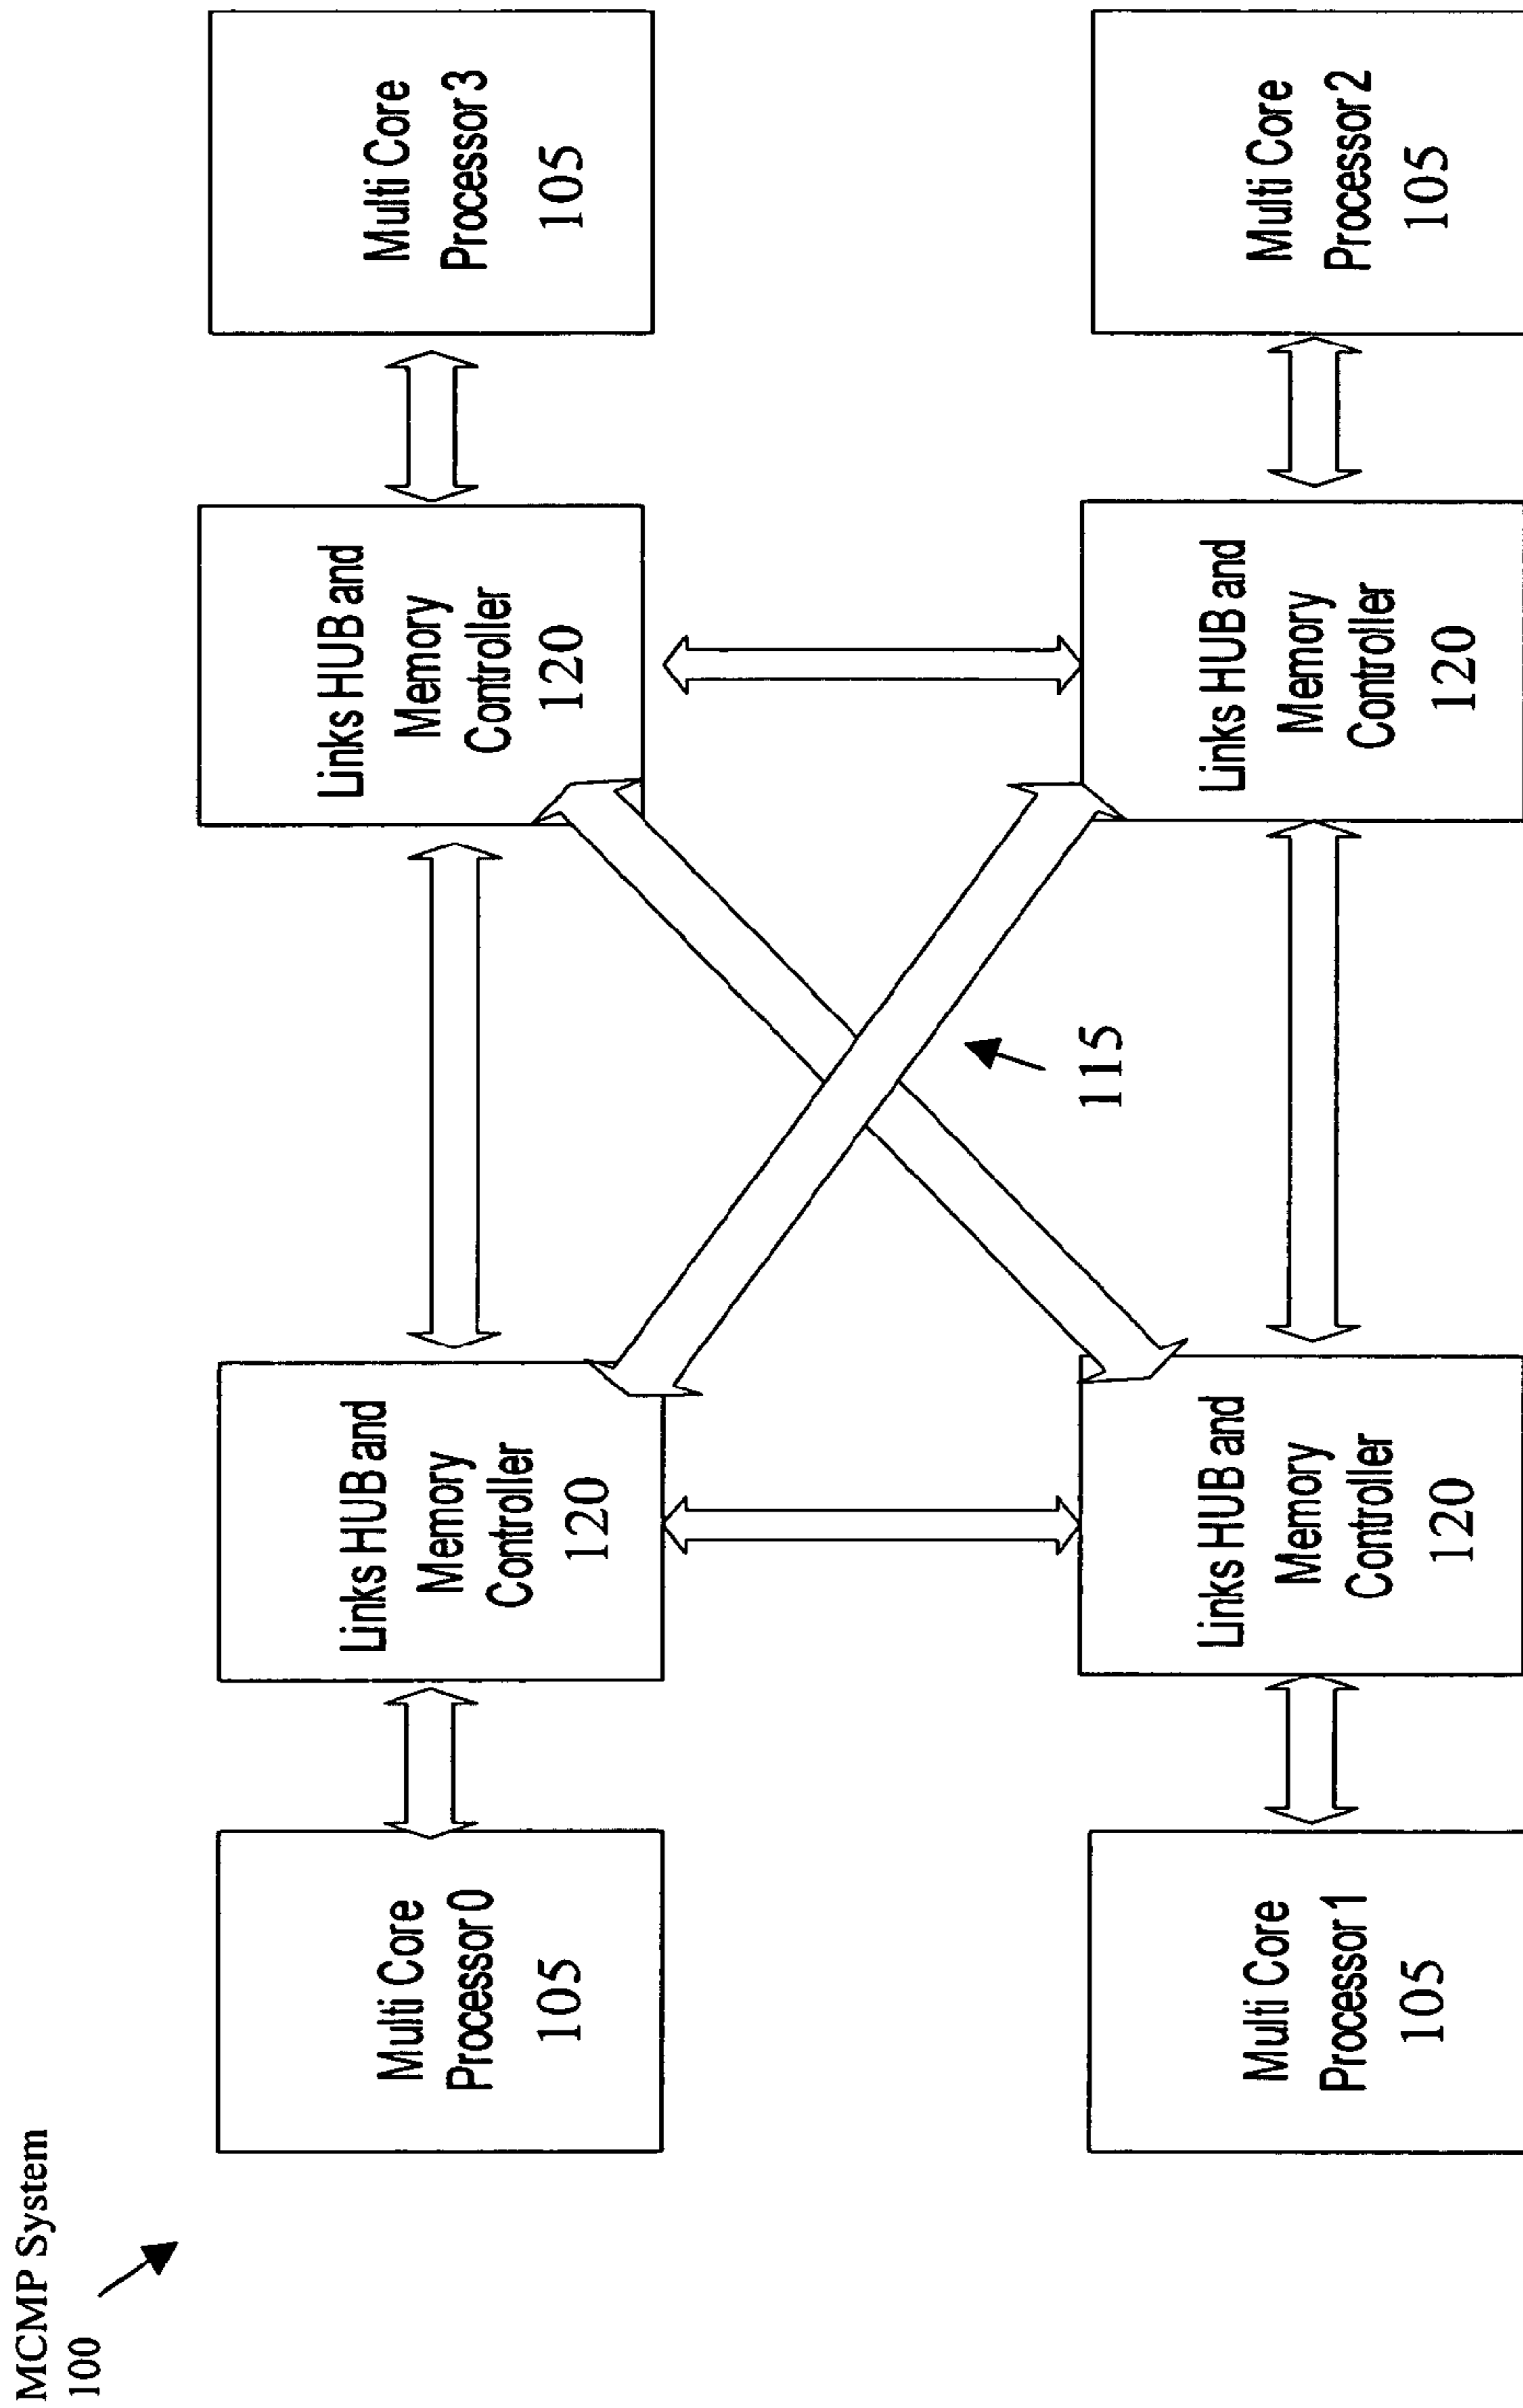 MCMP System
100
Multi Core
Processor 0
105
Links HUB and
Memory
Controller
120
Links HUB and
Memory
Controller
120
Multi Core
Processor 3
105
115
Multi Core
Processor 1
105
Links HUB and
Memory
Controller
120
Links HUB and
Memory
Controller
120
Multi Core
Processor 2
105